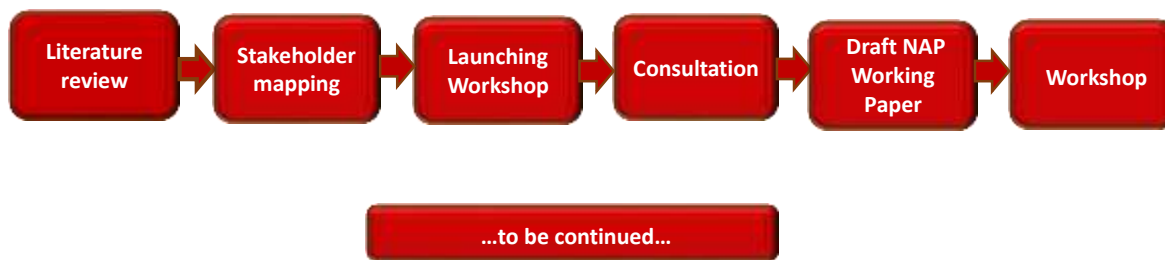 Literature
review
Stakeholder
mapping
Launching
Workshop
Consultation
Draft NAP
Working
Paper
Workshop
...to be continued...